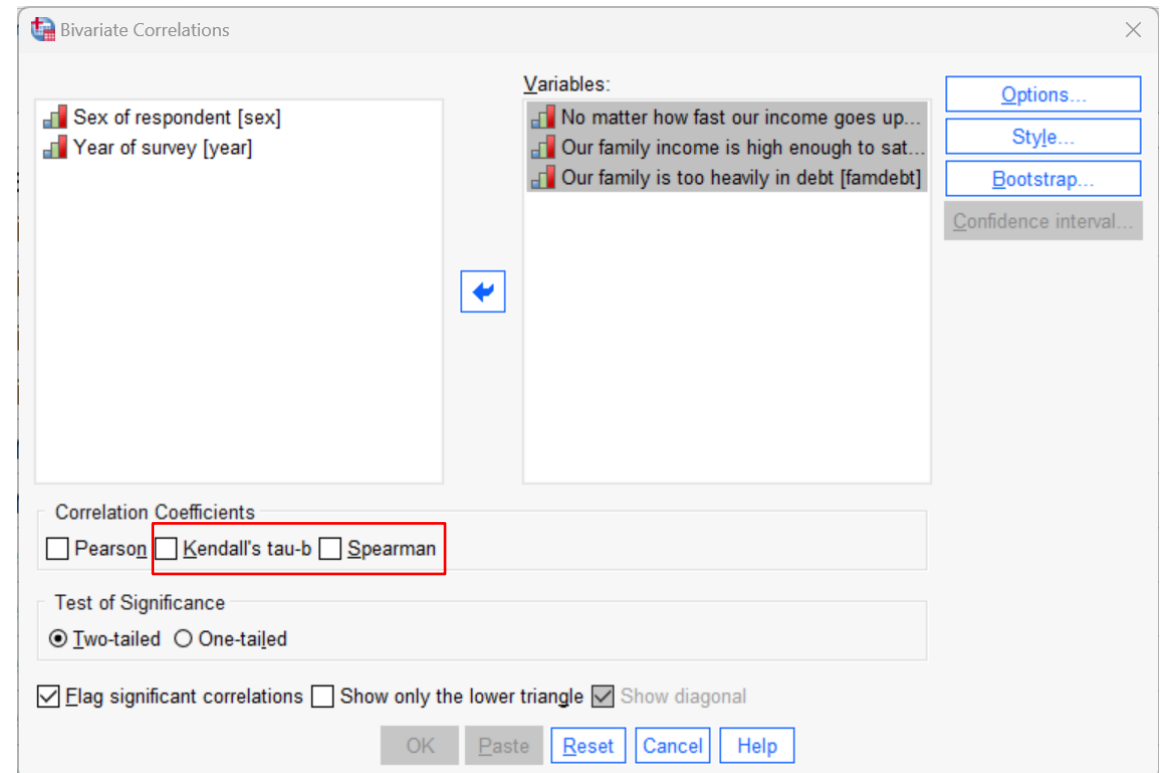 Bivariate Correlations
Variables:
Sex of respondent [sex]
Year of survey [year]
No matter how fast our income goes up...
Our family income is high enough to sat...
Our family is too heavily in debt [famdebt]
Options...
Style...
Bootstrap...
Confidence interval...
Correlation Coefficients
Pearson Kendall's tau-b Spearman
Test of Significance
Two-tailed One-tailed
Flag significant correlations Show only the lower triangle Show diagonal
OK Paste Reset Cancel Help